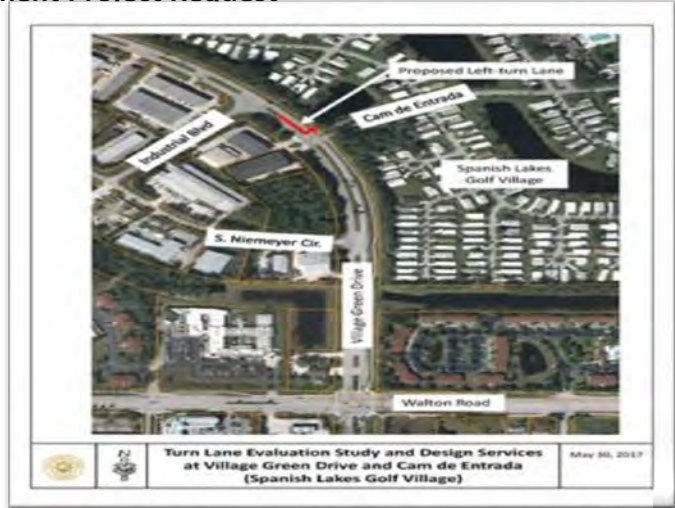 Project Request
Proposed Left-turn Lane
Cam de Entrada
Industrial Blvd
Spanish Lakes
Golf Village
S. Niemeyer Cir.
Village Green Drive
Walton Road
Turn Lane Evaluation Study and Design Services
at Village Green Drive and Cam de Entrada
(Spanish Lakes Golf Village)
May 30, 2017